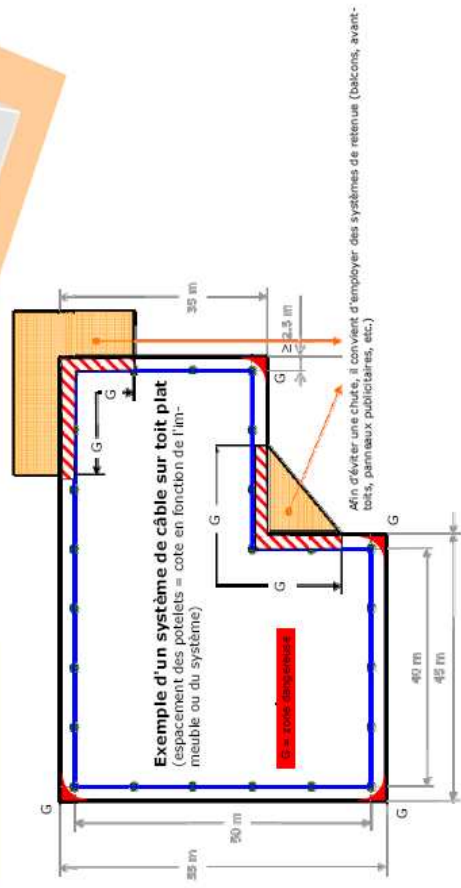 35 m
≥ 2.5 m
G
G
G
G
G
G
G
G
Exemple d'un système de câble sur toit plat
(espacement des potelets = cote en fonction de l'im-
meuble ou du système)
G = zone dangereuse
50 m
55 m
40 m
45 m
Afin d'éviter une chute, il convient d'employer des systèmes de retenue (balcons, avant-
toits, panneaux publicitaires, etc.)